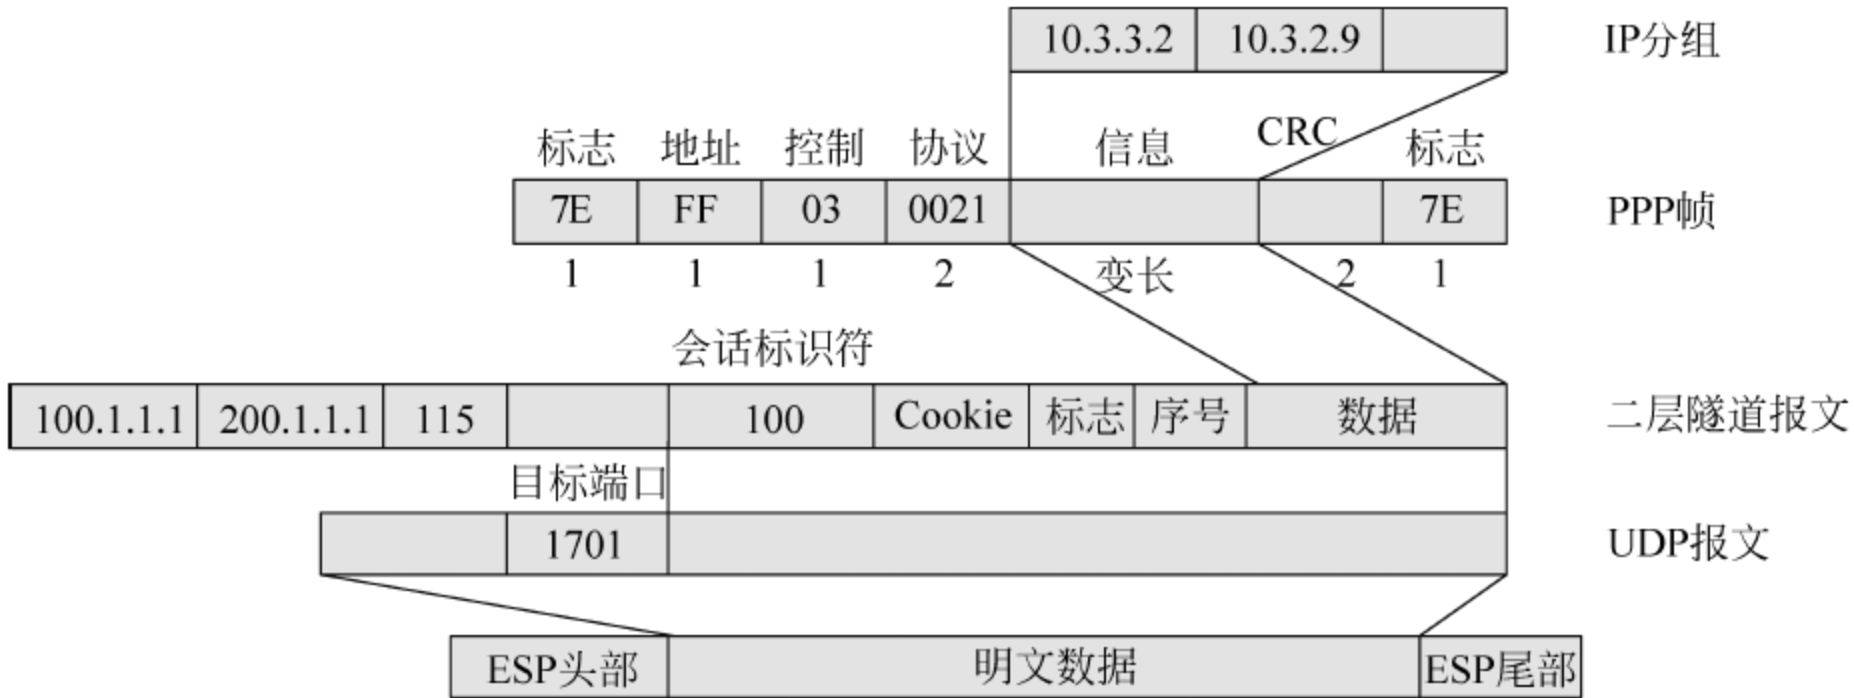 10.3.3.2 10.3.2.9 IP分组
标志 地址 控制 协议 信息 CRC 标志
7E FF 03 0021 7E PPP帧
1 1 1 2 变长 2 1
会话标识符
100.1.1.1 200.1.1.1 115 100 Cookie 标志 序号 数据 二层隧道报文
目标端口
1701 UDP报文
ESP头部 明文数据 ESP尾部